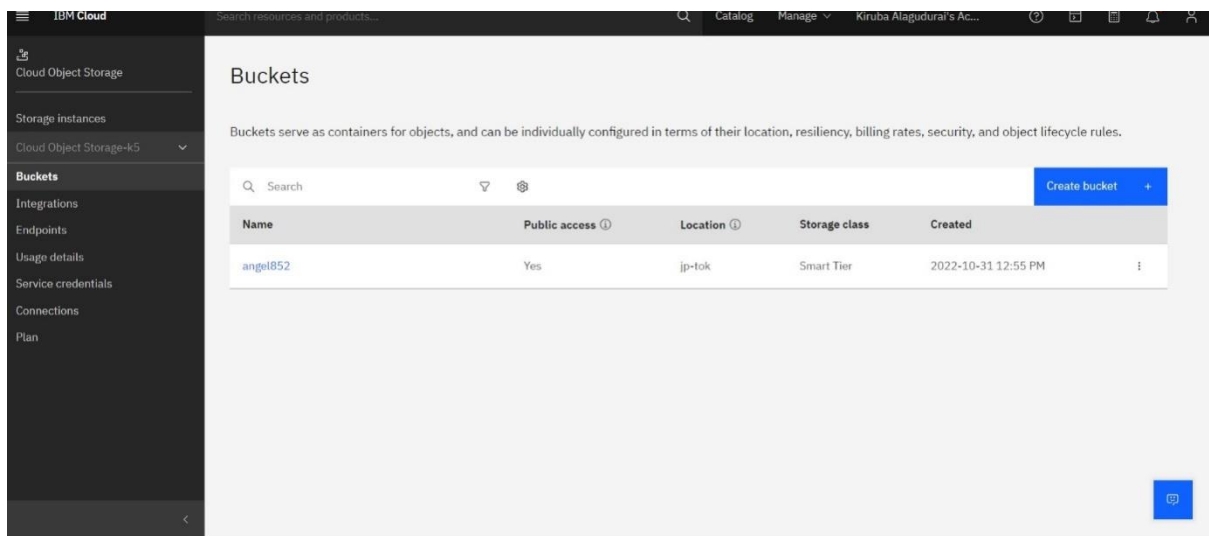 IBM Cloud
Search resources and products...
Catalog
Manage
Kiruba Alagudurai's Ac...
Cloud Object Storage
Storage instances
Cloud Object Storage-k5
Buckets
Integrations
Endpoints
Usage details
Service credentials
Connections
Plan
Buckets
Buckets serve as containers for objects, and can be individually configured in terms of their location, resiliency, billing rates, security, and object lifecycle rules.
Search
Create bucket +
Name Public access Location Storage class Created
angel852 Yes jp-tok Smart Tier 2022-10-31 12:55 PM